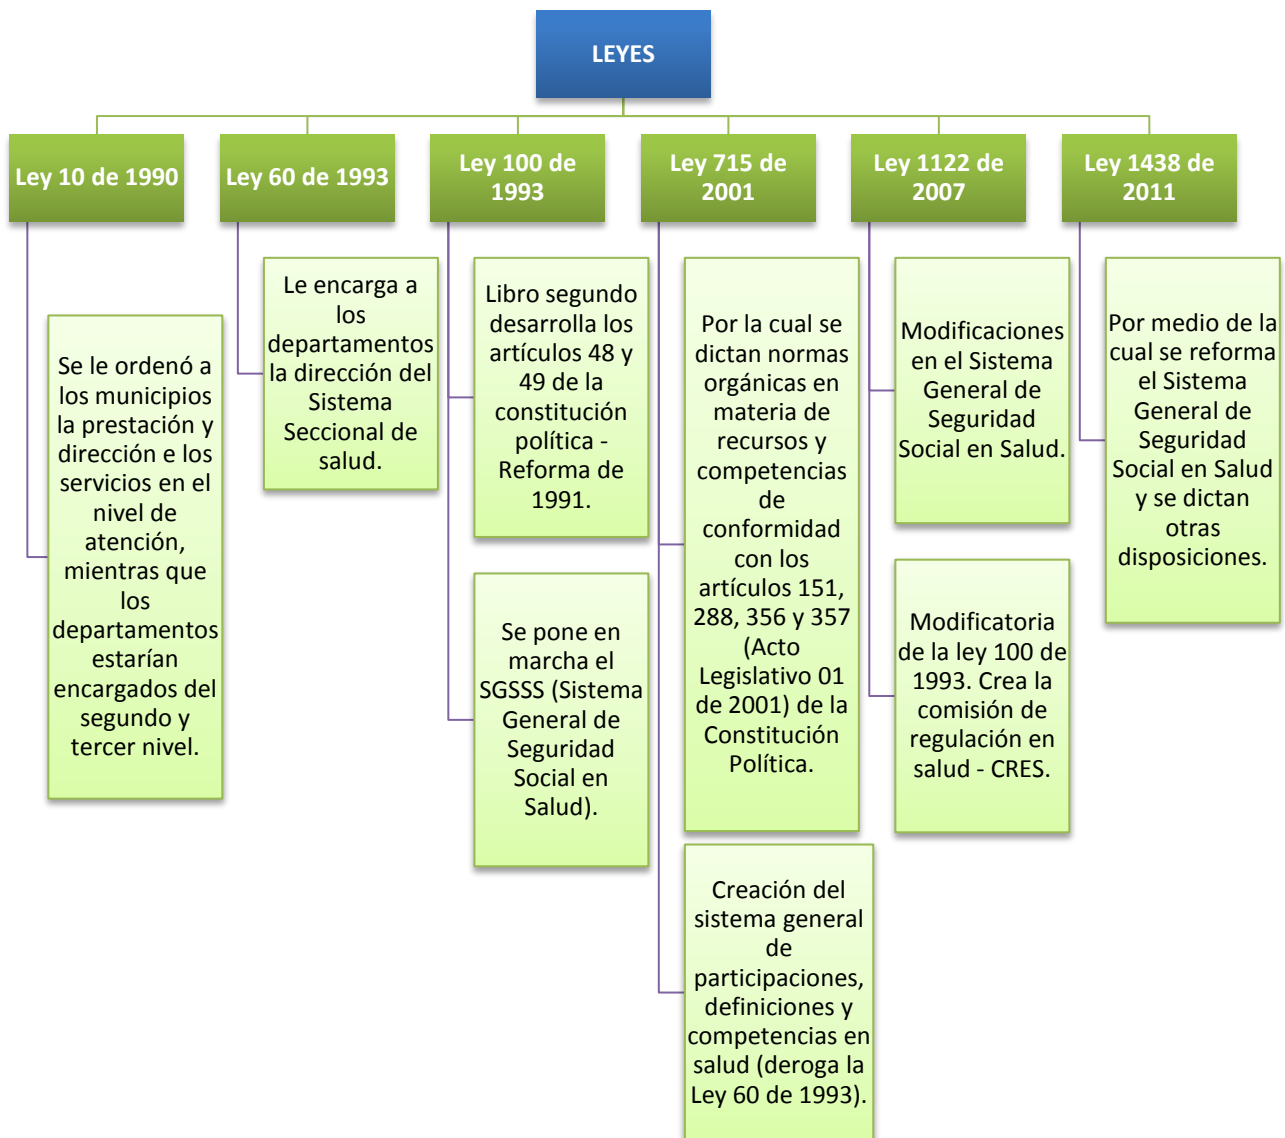 LEYES
Ley 10 de 1990
Se le ordenó a
los municipios
la prestación y
dirección e los
servicios en el
nivel de
atención,
mientras que
los
departamentos
estarían
encargados del
segundo y
tercer nivel.
Ley 60 de 1993
Le encarga a
los
departamentos
la dirección del
Sistema
Seccional de
salud.
Ley 100 de
1993
Libro segundo
desarrolla los
artículos 48 y
49 de la
constitución
política -
Reforma de
1991.
Se pone en
marcha el
SGSSS (Sistema
General de
Seguridad
Social en
Salud).
Ley 715 de
2001
Por la cual se
dictan normas
orgánicas en
materia de
recursos y
competencias
de
conformidad
con los
artículos 151,
288, 356 y 357
(Acto
Legislativo 01
de 2001) de la
Constitución
Política.
Creación del
sistema general
de
participaciones,
definiciones y
competencias en
salud (deroga la
Ley 60 de 1993).
Ley 1122 de
2007
Modificaciones
en el Sistema
General de
Seguridad
Social en Salud.
Modificatoria
de la ley 100 de
1993. Crea la
comisión de
regulación en
salud - CRES.
Ley 1438 de
2011
Por medio de la
cual se reforma
el Sistema
General de
Seguridad
Social en Salud
y se dictan
otras
disposiciones.